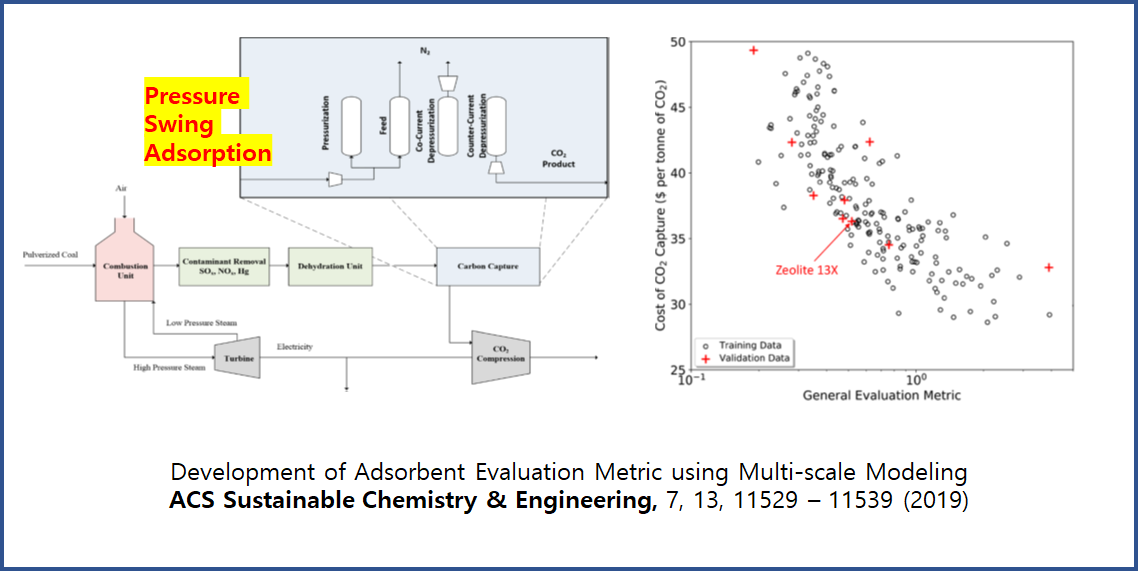 Pressure
Swing
Adsorption
N₂
Pressurization
Feed
Co-Current
Depressurization
Counter-Current
Depressurization
CO₂
Product
Air
Pulverized Coal
Combustion
Unit
Contaminant Removal
SOₓ, NOₓ, Hg
Dehydration Unit
Carbon Capture
Low Pressure Steam
High Pressure Steam
Turbine
Electricity
CO₂
Compression
Cost of CO₂ Capture ($ per tonne of CO₂)
50
45
40
35
30
25
Zeolite 13X
Training Data
Validation Data
10⁻¹
10⁰
General Evaluation Metric
Development of Adsorbent Evaluation Metric using Multi-scale Modeling
ACS Sustainable Chemistry & Engineering, 7, 13, 11529 – 11539 (2019)